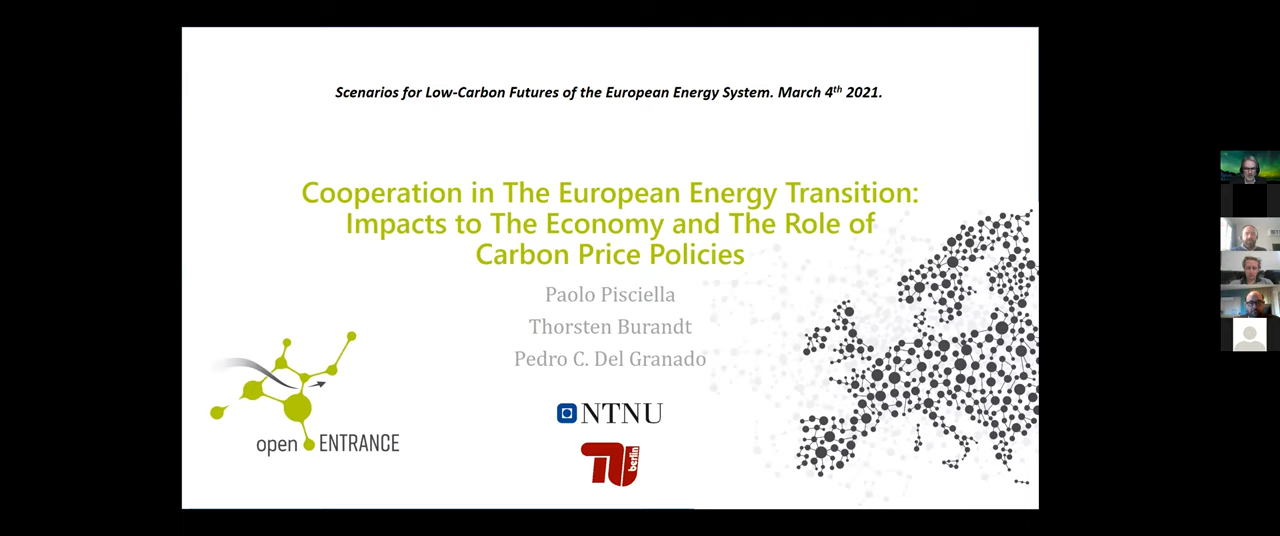 Scenarios for Low-Carbon Futures of the European Energy System. March 4th 2021.
Cooperation in The European Energy Transition:
Impacts to The Economy and The Role of
Carbon Price Policies
Paolo Pisciella
Thorsten Burandt
Pedro C. Del Granado
NTNU
berlin
open ENTRANCE